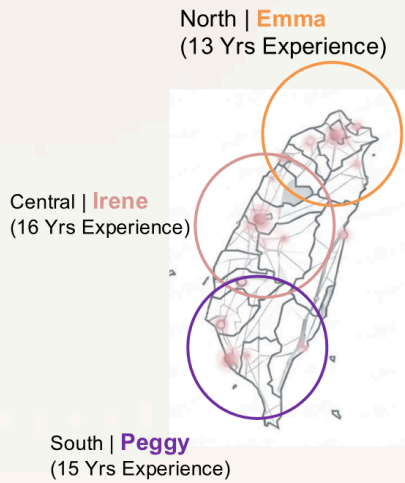 North | Emma
(13 Yrs Experience)
Central | Irene
(16 Yrs Experience)
South | Peggy
(15 Yrs Experience)